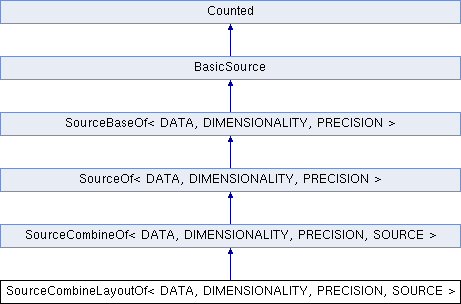 Counted
BasicSource
SourceBaseOf< DATA, DIMENSIONALITY, PRECISION >
SourceOf< DATA, DIMENSIONALITY, PRECISION >
SourceCombineOf< DATA, DIMENSIONALITY, PRECISION, SOURCE >
SourceCombineLayoutOf< DATA, DIMENSIONALITY, PRECISION, SOURCE >